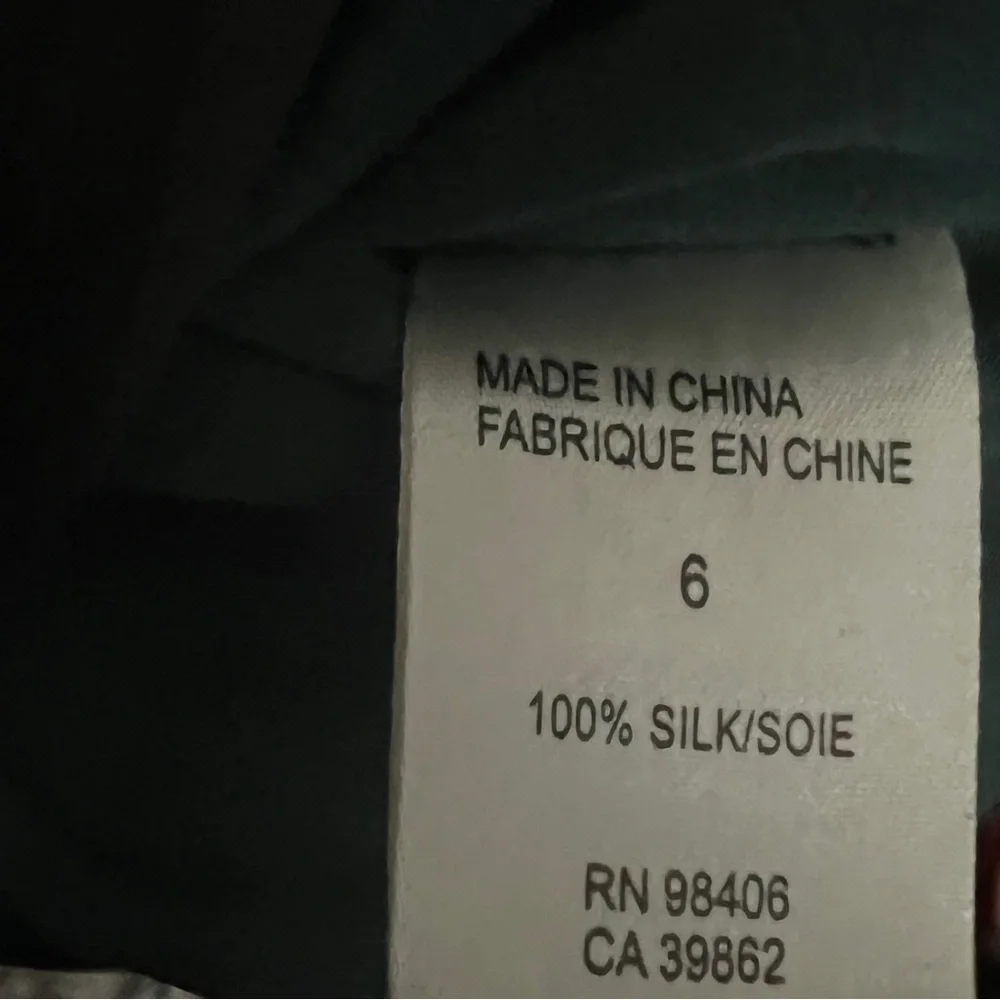 MADE IN CHINA
FABRIQUE EN CHINE
6
100% SILK/SOIE
RN 98406
CA 39862